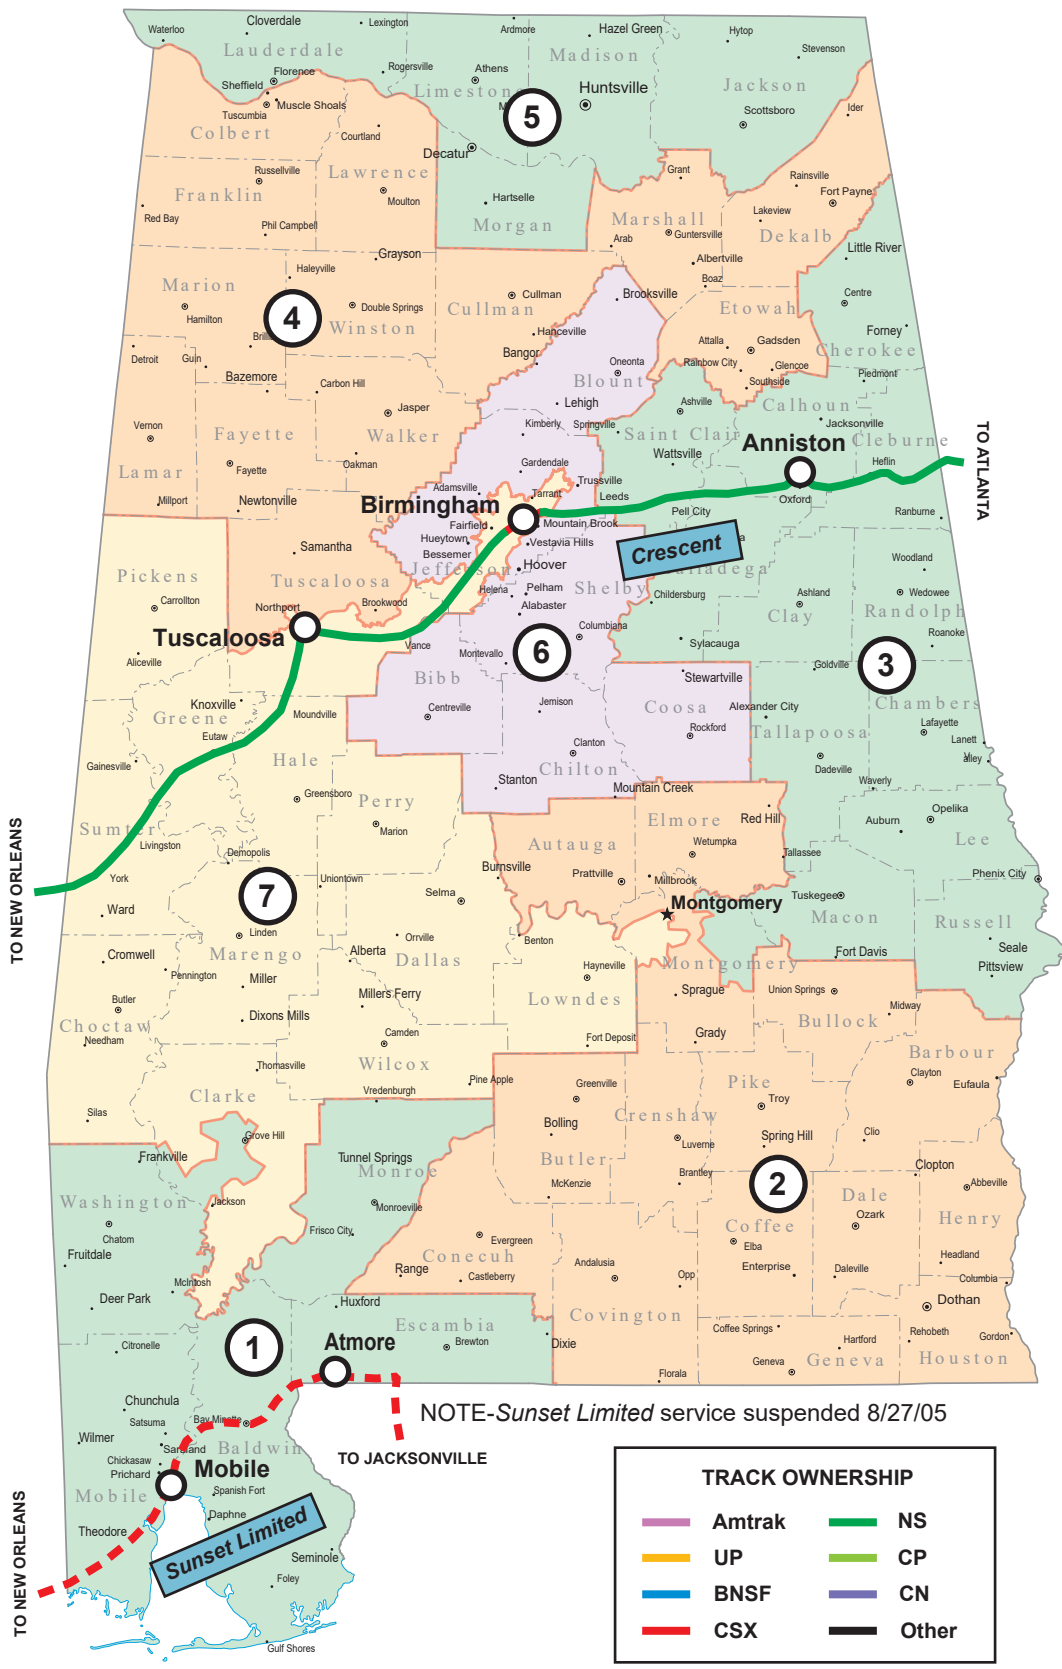 Waterloo
Cloverdale
Lexington
Ardmore
Hazel Green
Hytop
Stevenson
Lauderdale
Madison
Jackson
Florence
Rogersville
Athens
Limestone
Huntsville
Sheffield
Muscle Shoals
Tuscumbia
5
Scottsboro
Ider
Colbert
Courtland
Decatur
Russellville
Lawrence
Grant
Rainsville
Fort Payne
Franklin
Moulton
Hartselle
Red Bay
Phil Campbell
Morgan
Marshall
Lakeview
Arab
Guntersville
Dekalb
Grayson
Albertville
Little River
Haleyville
Boaz
Marion
Cullman
Brooksville
Centre
Hamilton
4
Double Springs
Cullman
Etowah
Winston
Hanceville
Forney
Detroit
Guin
Bangor
Attalla
Gadsden
Cherokee
Bazemore
Oneonta
Rainbow City
Glencoe
Piedmont
Carbon Hill
Blount
Southside
Jasper
Lehigh
Ashville
Calhoun
Vernon
Fayette
Walker
Kimberly
Springville
Saint Clair
Jacksonville
Cleburne
TO ATLANTA
Lamar
Fayette
Oakman
Gardendale
Wattsville
Anniston
Heflin
Adamsville
Trussville
Millport
Newtonville
Tarrant
Leeds
Oxford
Birmingham
Mountain Brook
Pell City
Ranburne
Fairfield
Hueytown
Vestavia Hills
Crescent
Samantha
Bessemer
Hoover
Woodland
Pickens
Tuscaloosa
Jefferson
Shelby
Talladega
Carrollton
Northport
Brookwood
Helena
Pelham
Childersburg
Ashland
Wedowee
Alabaster
Clay
Randolph
Tuscaloosa
Vance
Columbiana
Roanoke
Aliceville
Montevallo
6
Sylacauga
Goldville
3
Bibb
Stewartville
Knoxville
Centreville
Jemison
Coosa
Alexander City
Chambers
Greene
Moundville
Rockford
Lafayette
Eutaw
Tallapoosa
Lanett
Gainesville
Hale
Clanton
Dadeville
Valley
Chilton
Stanton
Mountain Creek
Waverly
Greensboro
Perry
Elmore
Red Hill
Opelika
Sumter
Marion
Autauga
Auburn
Lee
Livingston
Demopolis
Wetumpka
Tallassee
York
Uniontown
Burnsville
Prattville
Millbrook
Phenix City
TO NEW ORLEANS
7
Selma
Tuskegee
Ward
Montgomery
Macon
Russell
Linden
Orrville
Benton
Cromwell
Marengo
Alberta
Dallas
Hayneville
Montgomery
Fort Davis
Seale
Pennington
Miller
Pittsview
Butler
Millers Ferry
Lowndes
Sprague
Union Springs
Midway
Choctaw
Dixons Mills
Bullock
Needham
Camden
Fort Deposit
Grady
Wilcox
Barbour
Thomasville
Pine Apple
Greenville
Pike
Clayton
Eufaula
Clarke
Vredenburgh
Troy
Silas
Bolling
Crenshaw
Grove Hill
Spring Hill
Clio
Frankville
Tunnel Springs
Butler
Luverne
Monroe
Brantley
Clopton
Washington
Jackson
McKenzie
2
Dale
Abbeville
Monroeville
Chatom
Frisco City
Evergreen
Coffee
Ozark
Henry
Fruitdale
Conecuh
Elba
Range
Castleberry
Andalusia
Enterprise
Daleville
Headland
McIntosh
Opp
Columbia
Deer Park
Huxford
Covington
Dothan
Escambia
Coffee Springs
Citronelle
1
Atmore
Brewton
Dixie
Hartford
Rehobeth
Gordon
Geneva
Geneva
Houston
Florala
Chunchula
Satsuma
Bay Minette
NOTE-Sunset Limited service suspended 8/27/05
Wilmer
Saraland
Baldwin
TO JACKSONVILLE
Chickasaw
Prichard
Mobile
Mobile
Spanish Fort
Theodore
Daphne
Sunset Limited
Seminole
TO NEW ORLEANS
Foley
Gulf Shores
TRACK OWNERSHIP
Amtrak
NS
UP
CP
BNSF
CN
CSX
Other